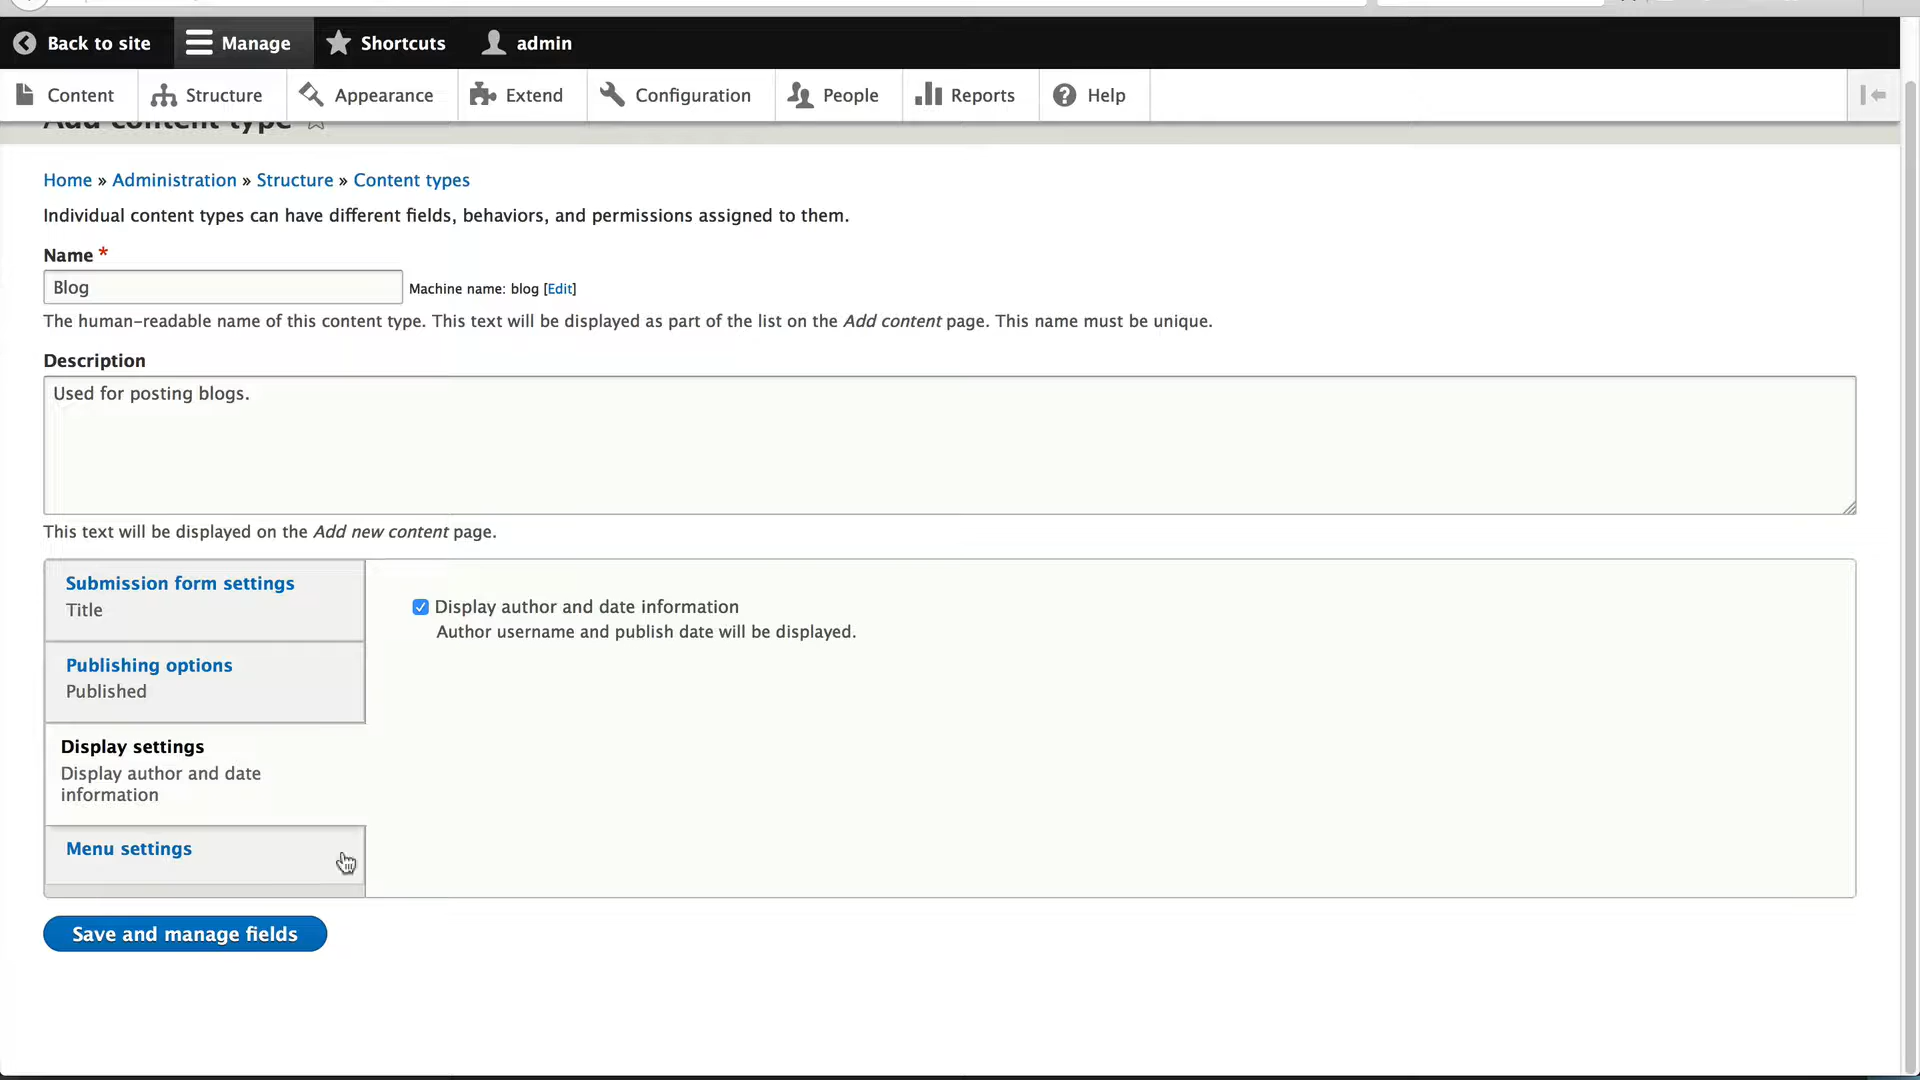 Back to site Manage Shortcuts admin
Content Structure Appearance Extend Configuration People Reports Help
Add content type
Home » Administration » Structure » Content types
Individual content types can have different fields, behaviors, and permissions assigned to them.
Name *
Blog Machine name: blog [Edit]
The human-readable name of this content type. This text will be displayed as part of the list on the Add content page. This name must be unique.
Description
Used for posting blogs.
This text will be displayed on the Add new content page.
Submission form settings
Title
Publishing options
Published
Display settings
Display author and date
information
Menu settings
Display author and date information
Author username and publish date will be displayed.
Save and manage fields